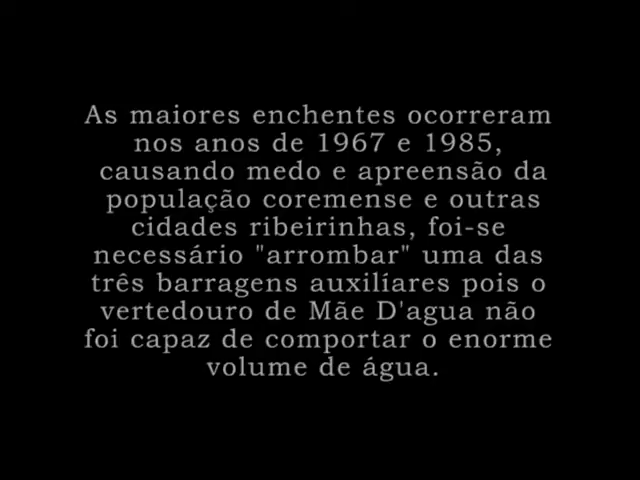 As maiores enchentes ocorreram
nos anos de 1967 e 1985,
causando medo e apreensão da
população coremense e outras
cidades ribeirinhas, foi-se
necessário "arrombar" uma das
três barragens auxilíares pois o
vertedouro de Mãe D'agua não
foi capaz de comportar o enorme
volume de água.